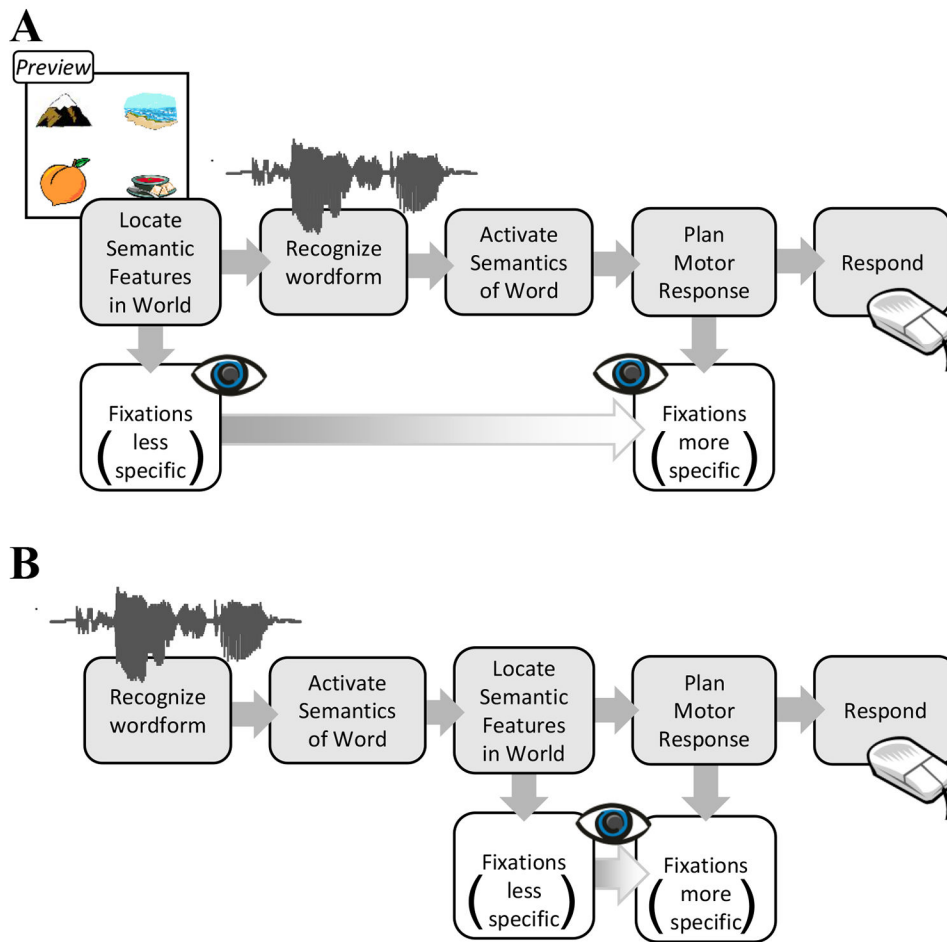 A
Preview
Locate
Semantic
Features
in World
Recognize
wordform
Activate
Semantics
of Word
Plan
Motor
Response
Respond
Fixations
( less
specific )
Fixations
( more
specific )
B
Recognize
wordform
Activate
Semantics
of Word
Locate
Semantic
Features
in World
Plan
Motor
Response
Respond
Fixations
( less
specific )
Fixations
( more
specific )